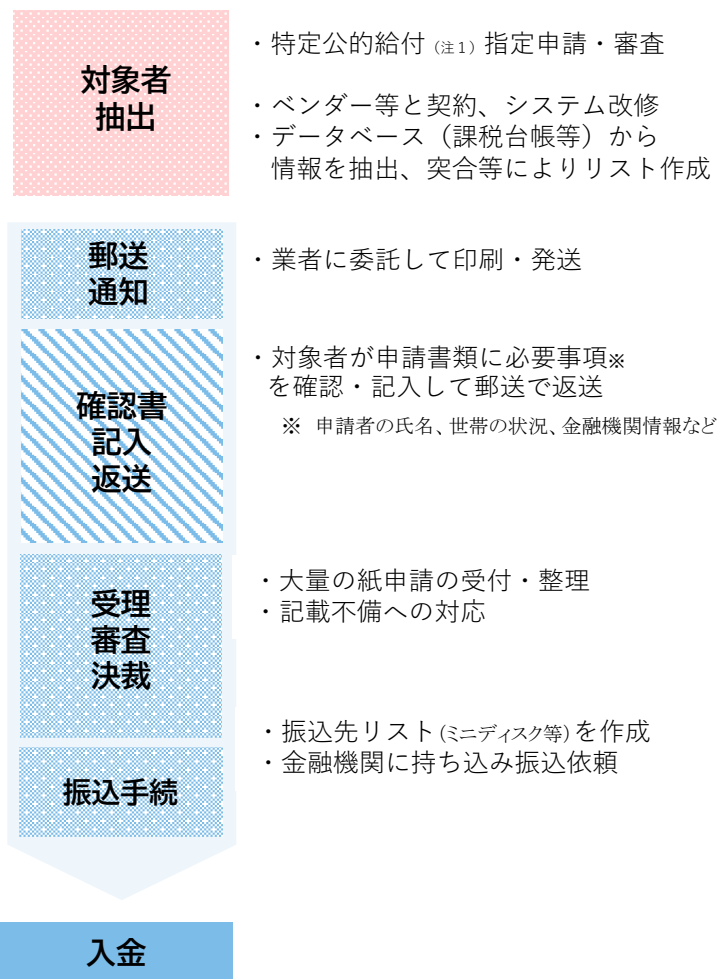 対象者
抽出
・特定公的給付(注1)指定申請・審査
・ベンダー等と契約、システム改修
・データベース（課税台帳等）から
情報を抽出、突合等によりリスト作成
郵送
通知
・業者に委託して印刷・発送
確認書
記入
返送
・対象者が申請書類に必要事項※
を確認・記入して郵送で返送
※　申請者の氏名、世帯の状況、金融機関情報など
受理
審査
決裁
・大量の紙申請の受付・整理
・記載不備への対応
振込手続
・振込先リスト(ミニディスク等)を作成
・金融機関に持ち込み振込依頼
入金